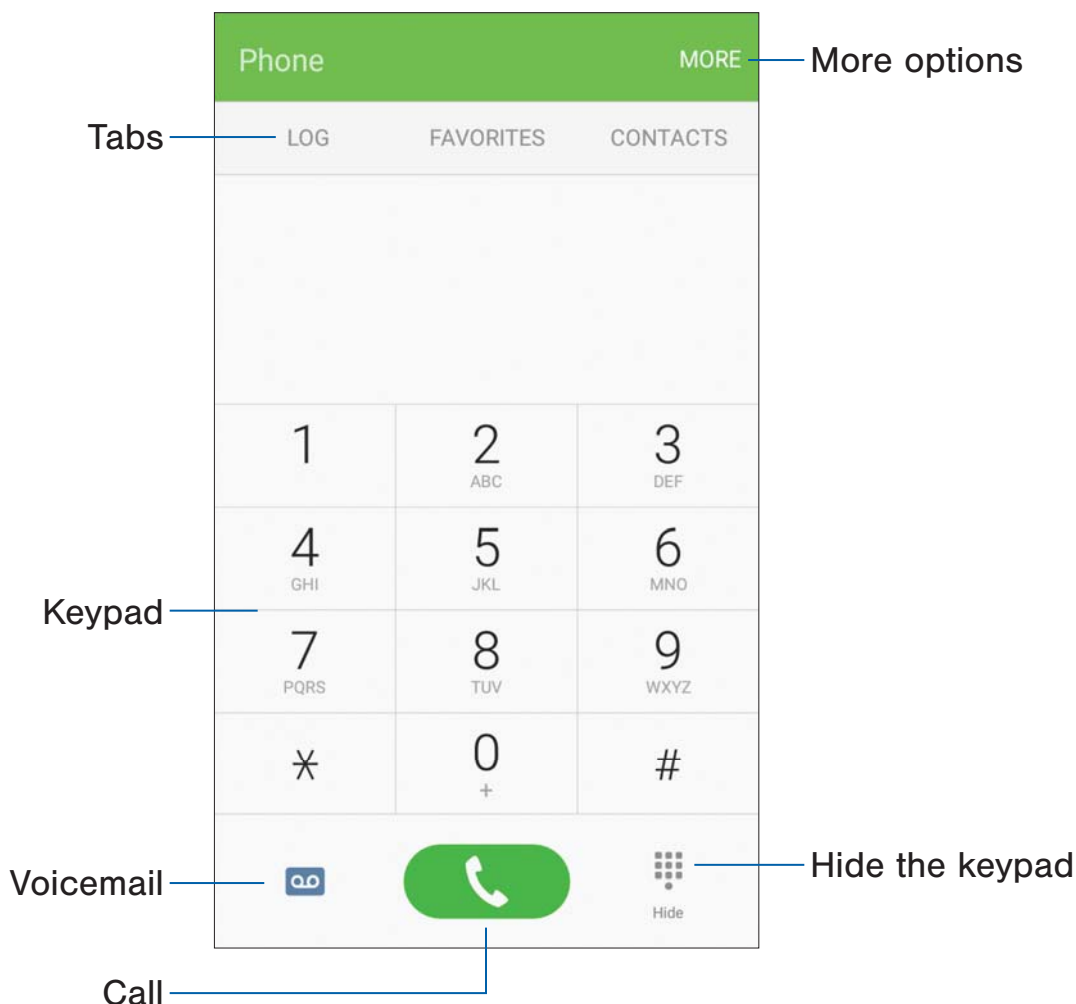 Phone MORE More options
Tabs LOG FAVORITES CONTACTS
1 2 3
ABC DEF
4 5 6
GHI JKL MNO
Keypad
7 8 9
PQRS TUV WXYZ
* 0 #
+
Voicemail Hide the keypad
Hide
Call